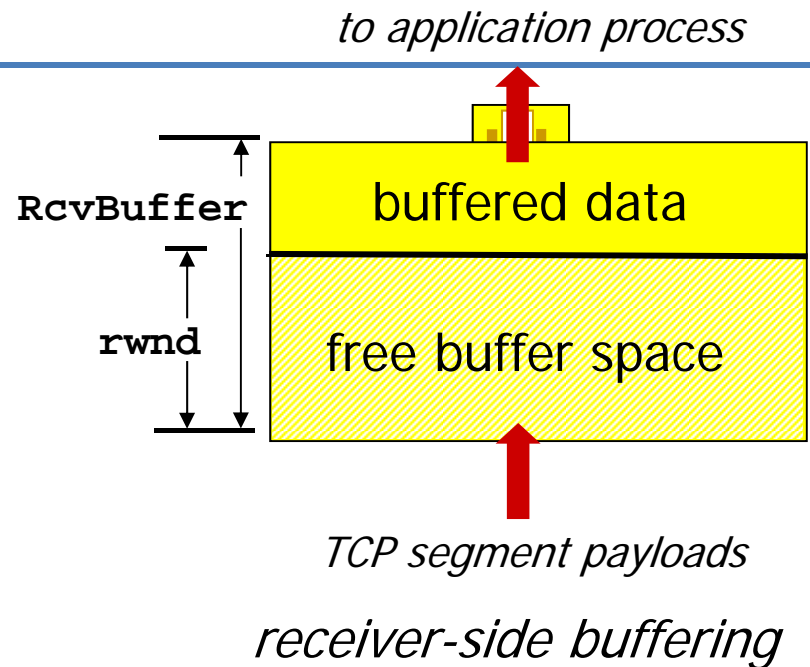 to application process
RcvBuffer
buffered data
rwnd
free buffer space
TCP segment payloads
receiver-side buffering